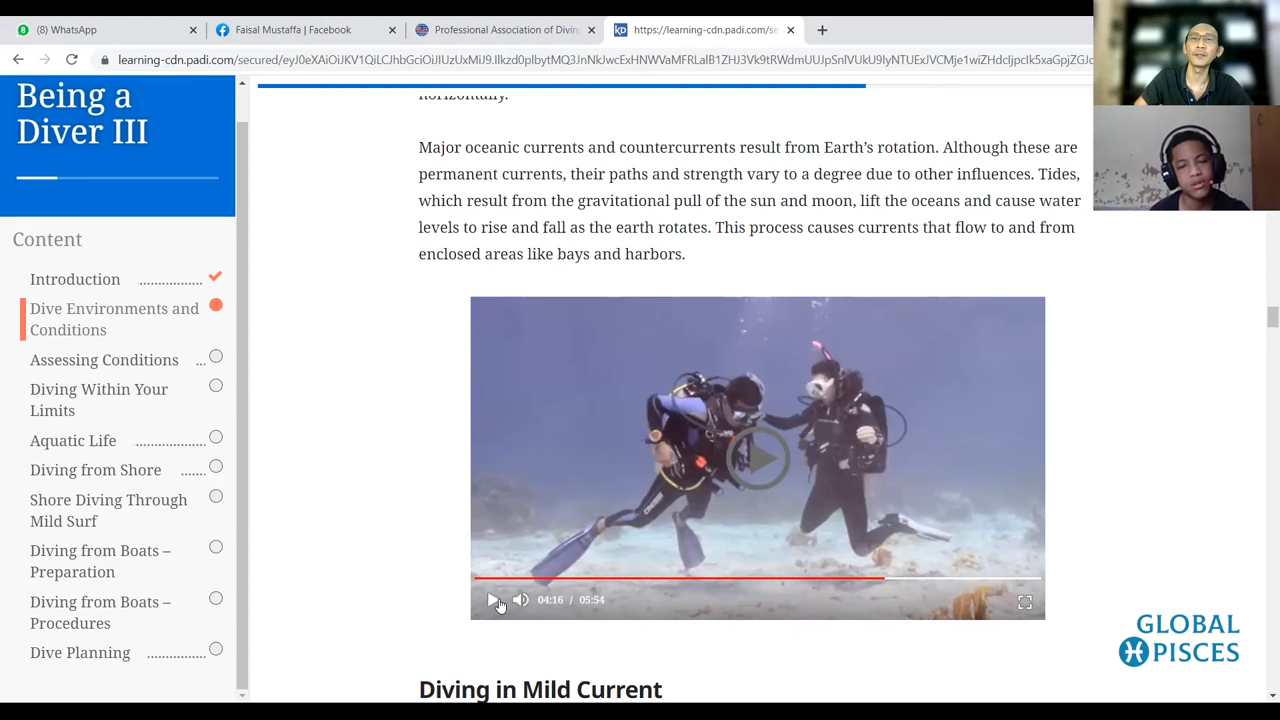 (8) WhatsApp
Faisal Mustaffa | Facebook
Professional Association of Diving
https://learning-cdn.padi.com/se
Being a
Diver III
Content
Introduction
Dive Environments and
Conditions
Assessing Conditions
Diving Within Your
Limits
Aquatic Life
Diving from Shore
Shore Diving Through
Mild Surf
Diving from Boats –
Preparation
Diving from Boats –
Procedures
Dive Planning
horizontally.
Major oceanic currents and countercurrents result from Earth’s rotation. Although these are
permanent currents, their paths and strength vary to a degree due to other influences. Tides,
which result from the gravitational pull of the sun and moon, lift the oceans and cause water
levels to rise and fall as the earth rotates. This process causes currents that flow to and from
enclosed areas like bays and harbors.
04:16 / 05:54
Diving in Mild Current
GLOBAL
PISCES